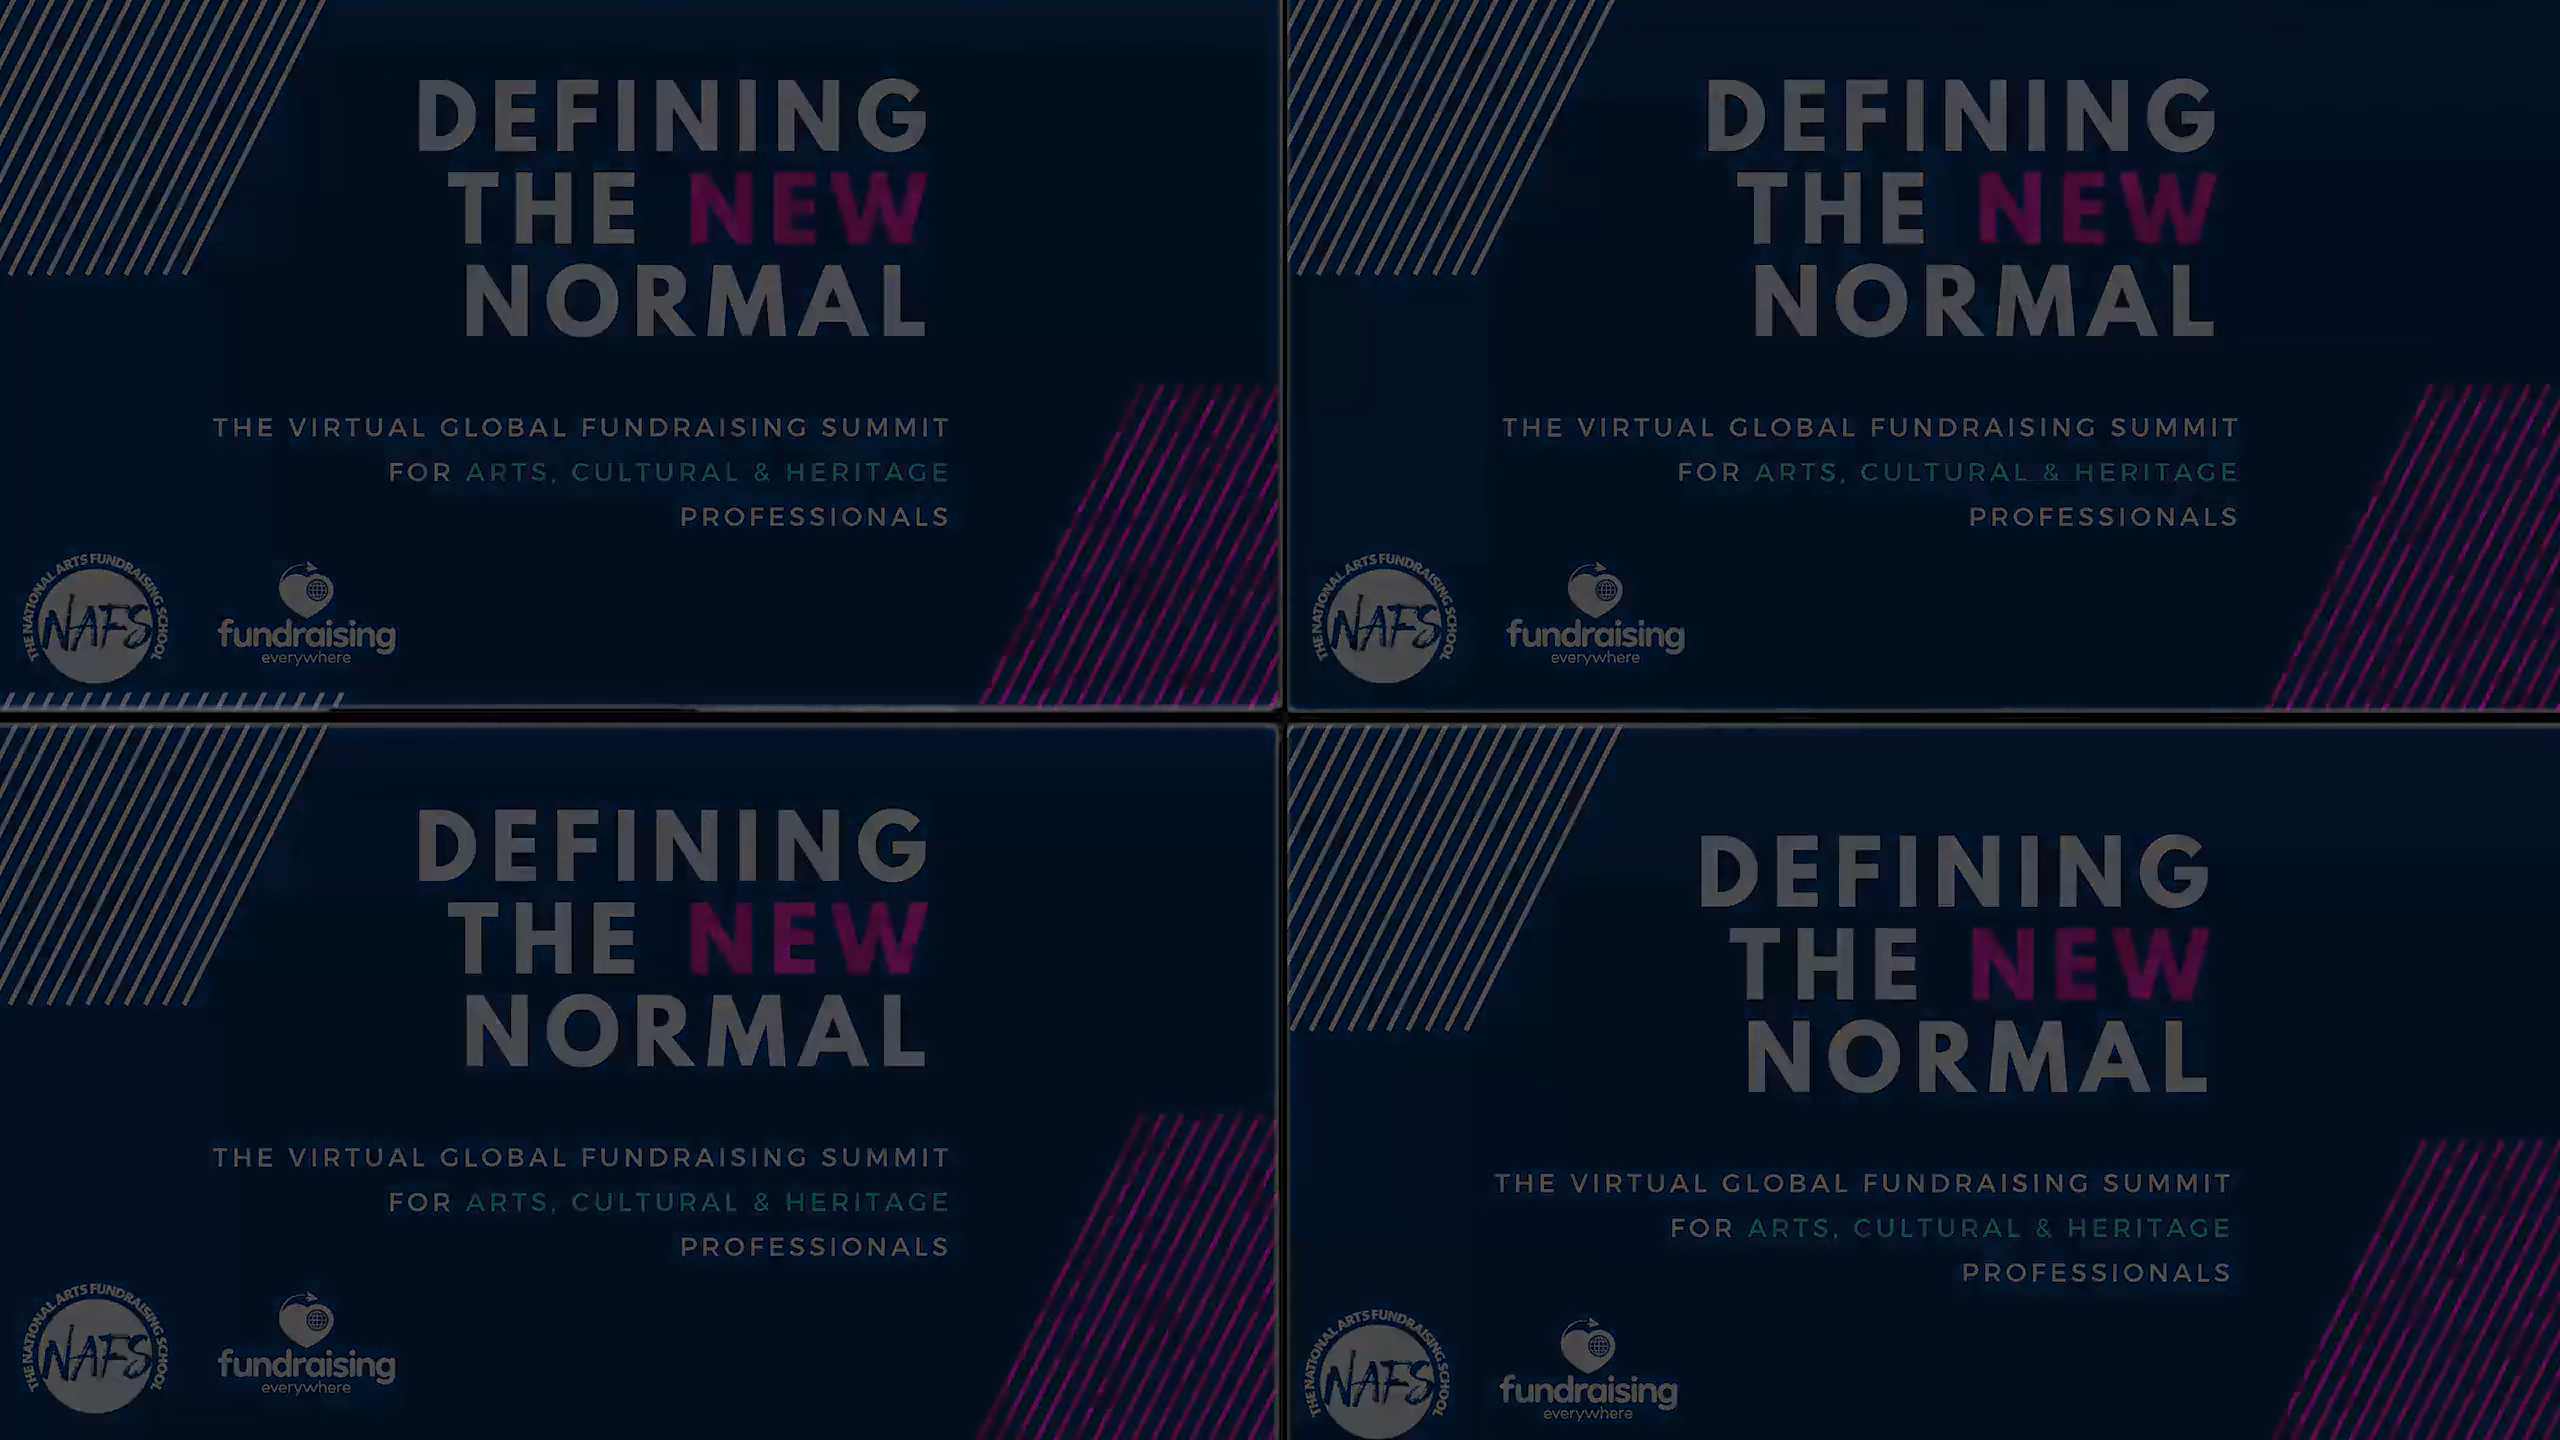 DEFINING
THE NEW
NORMAL
THE VIRTUAL GLOBAL FUNDRAISING SUMMIT
FOR ARTS, CULTURAL & HERITAGE
PROFESSIONALS
THE NATIONAL ARTS FUNDRAISING SCHOOL
NAFS
fundraising
everywhere
DEFINING
THE NEW
NORMAL
THE VIRTUAL GLOBAL FUNDRAISING SUMMIT
FOR ARTS, CULTURAL & HERITAGE
PROFESSIONALS
THE NATIONAL ARTS FUNDRAISING SCHOOL
NAFS
fundraising
everywhere
DEFINING
THE NEW
NORMAL
THE VIRTUAL GLOBAL FUNDRAISING SUMMIT
FOR ARTS, CULTURAL & HERITAGE
PROFESSIONALS
THE NATIONAL ARTS FUNDRAISING SCHOOL
NAFS
fundraising
everywhere
DEFINING
THE NEW
NORMAL
THE VIRTUAL GLOBAL FUNDRAISING SUMMIT
FOR ARTS, CULTURAL & HERITAGE
PROFESSIONALS
THE NATIONAL ARTS FUNDRAISING SCHOOL
NAFS
fundraising
everywhere